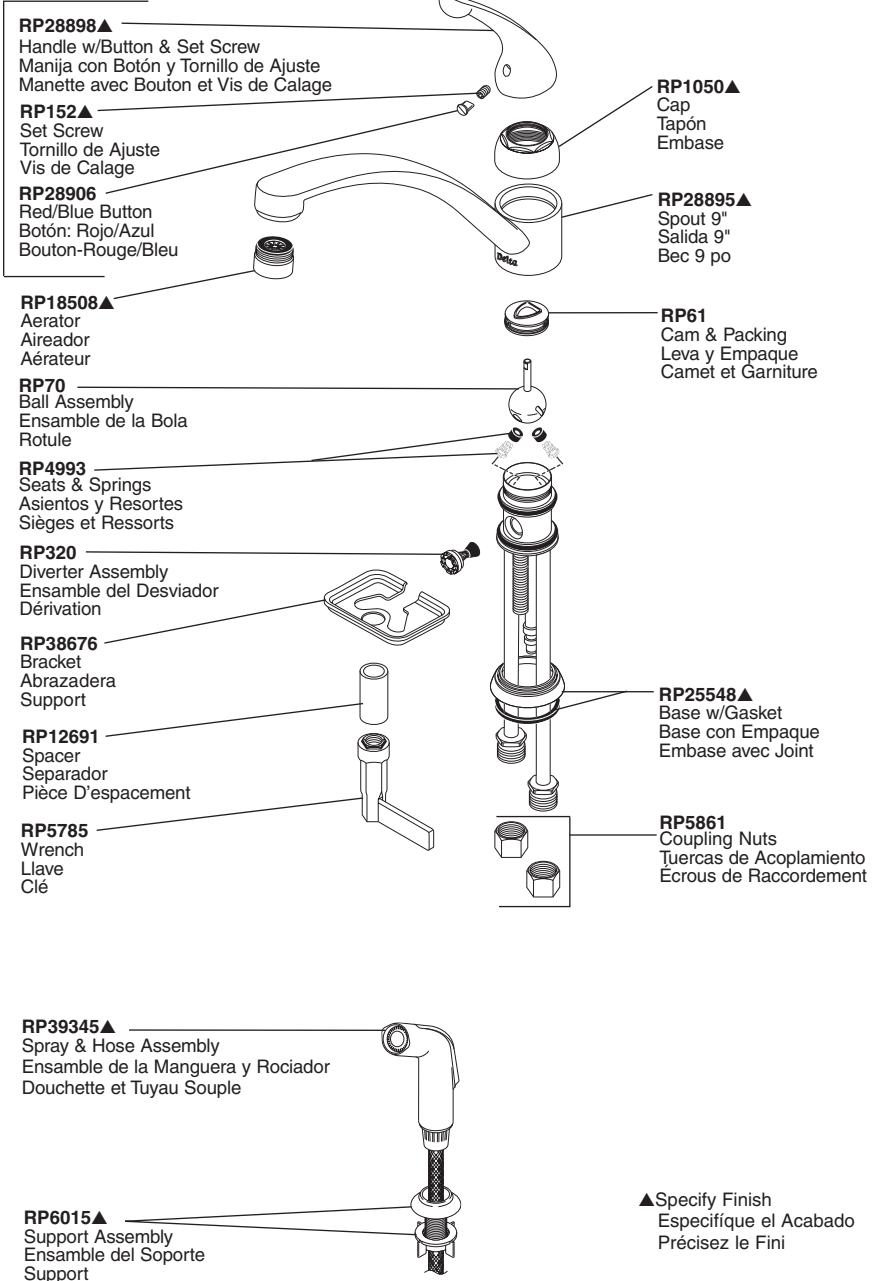 RP28898▲
Handle w/Button & Set Screw
Manija con Botón y Tornillo de Ajuste
Manette avec Bouton et Vis de Calage
RP152▲
Set Screw
Tornillo de Ajuste
Vis de Calage
RP28906
Red/Blue Button
Botón: Rojo/Azul
Bouton-Rouge/Bleu
RP18508▲
Aerator
Aireador
Aérateur
RP70
Ball Assembly
Ensamble de la Bola
Rotule
RP4993
Seats & Springs
Asientos y Resortes
Sièges et Ressorts
RP320
Diverter Assembly
Ensamble del Desviador
Dérivation
RP38676
Bracket
Abrazadera
Support
RP12691
Spacer
Separador
Pièce D'espacement
RP5785
Wrench
Llave
Clé
RP1050▲
Cap
Tapón
Embase
RP28895▲
Spout 9"
Salida 9"
Bec 9 po
Delta
RP61
Cam & Packing
Leva y Empaque
Camet et Garniture
RP25548▲
Base w/Gasket
Base con Empaque
Embase avec Joint
RP5861
Coupling Nuts
Tuercas de Acoplamiento
Écrous de Raccordement
RP39345▲
Spray & Hose Assembly
Ensamble de la Manguera y Rociador
Douchette et Tuyau Souple
RP6015▲
Support Assembly
Ensamble del Soporte
Support
▲Specify Finish
Especifíque el Acabado
Précisez le Fini